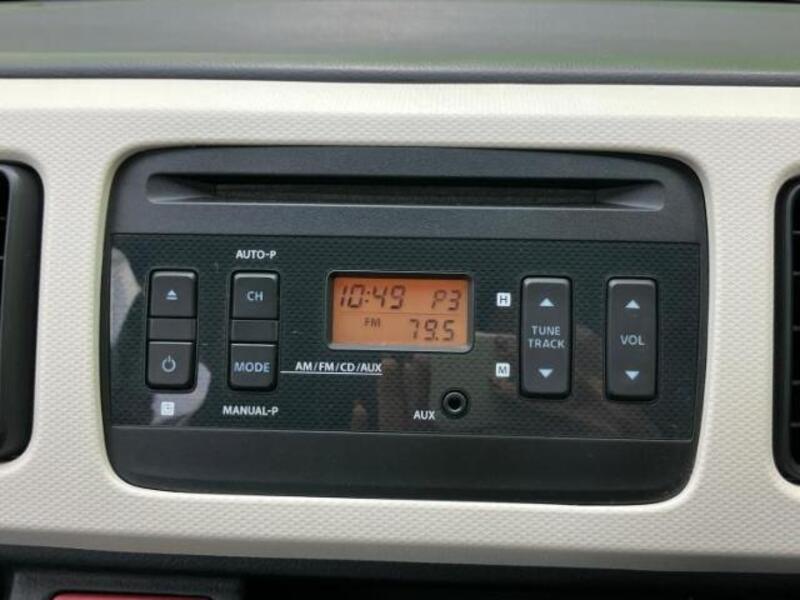 AUTO-P
CH
MODE
MANUAL-P
10:49 P3
FM 79.5
AM/FM/CD/AUX
AUX
H
M
TUNE
TRACK
VOL